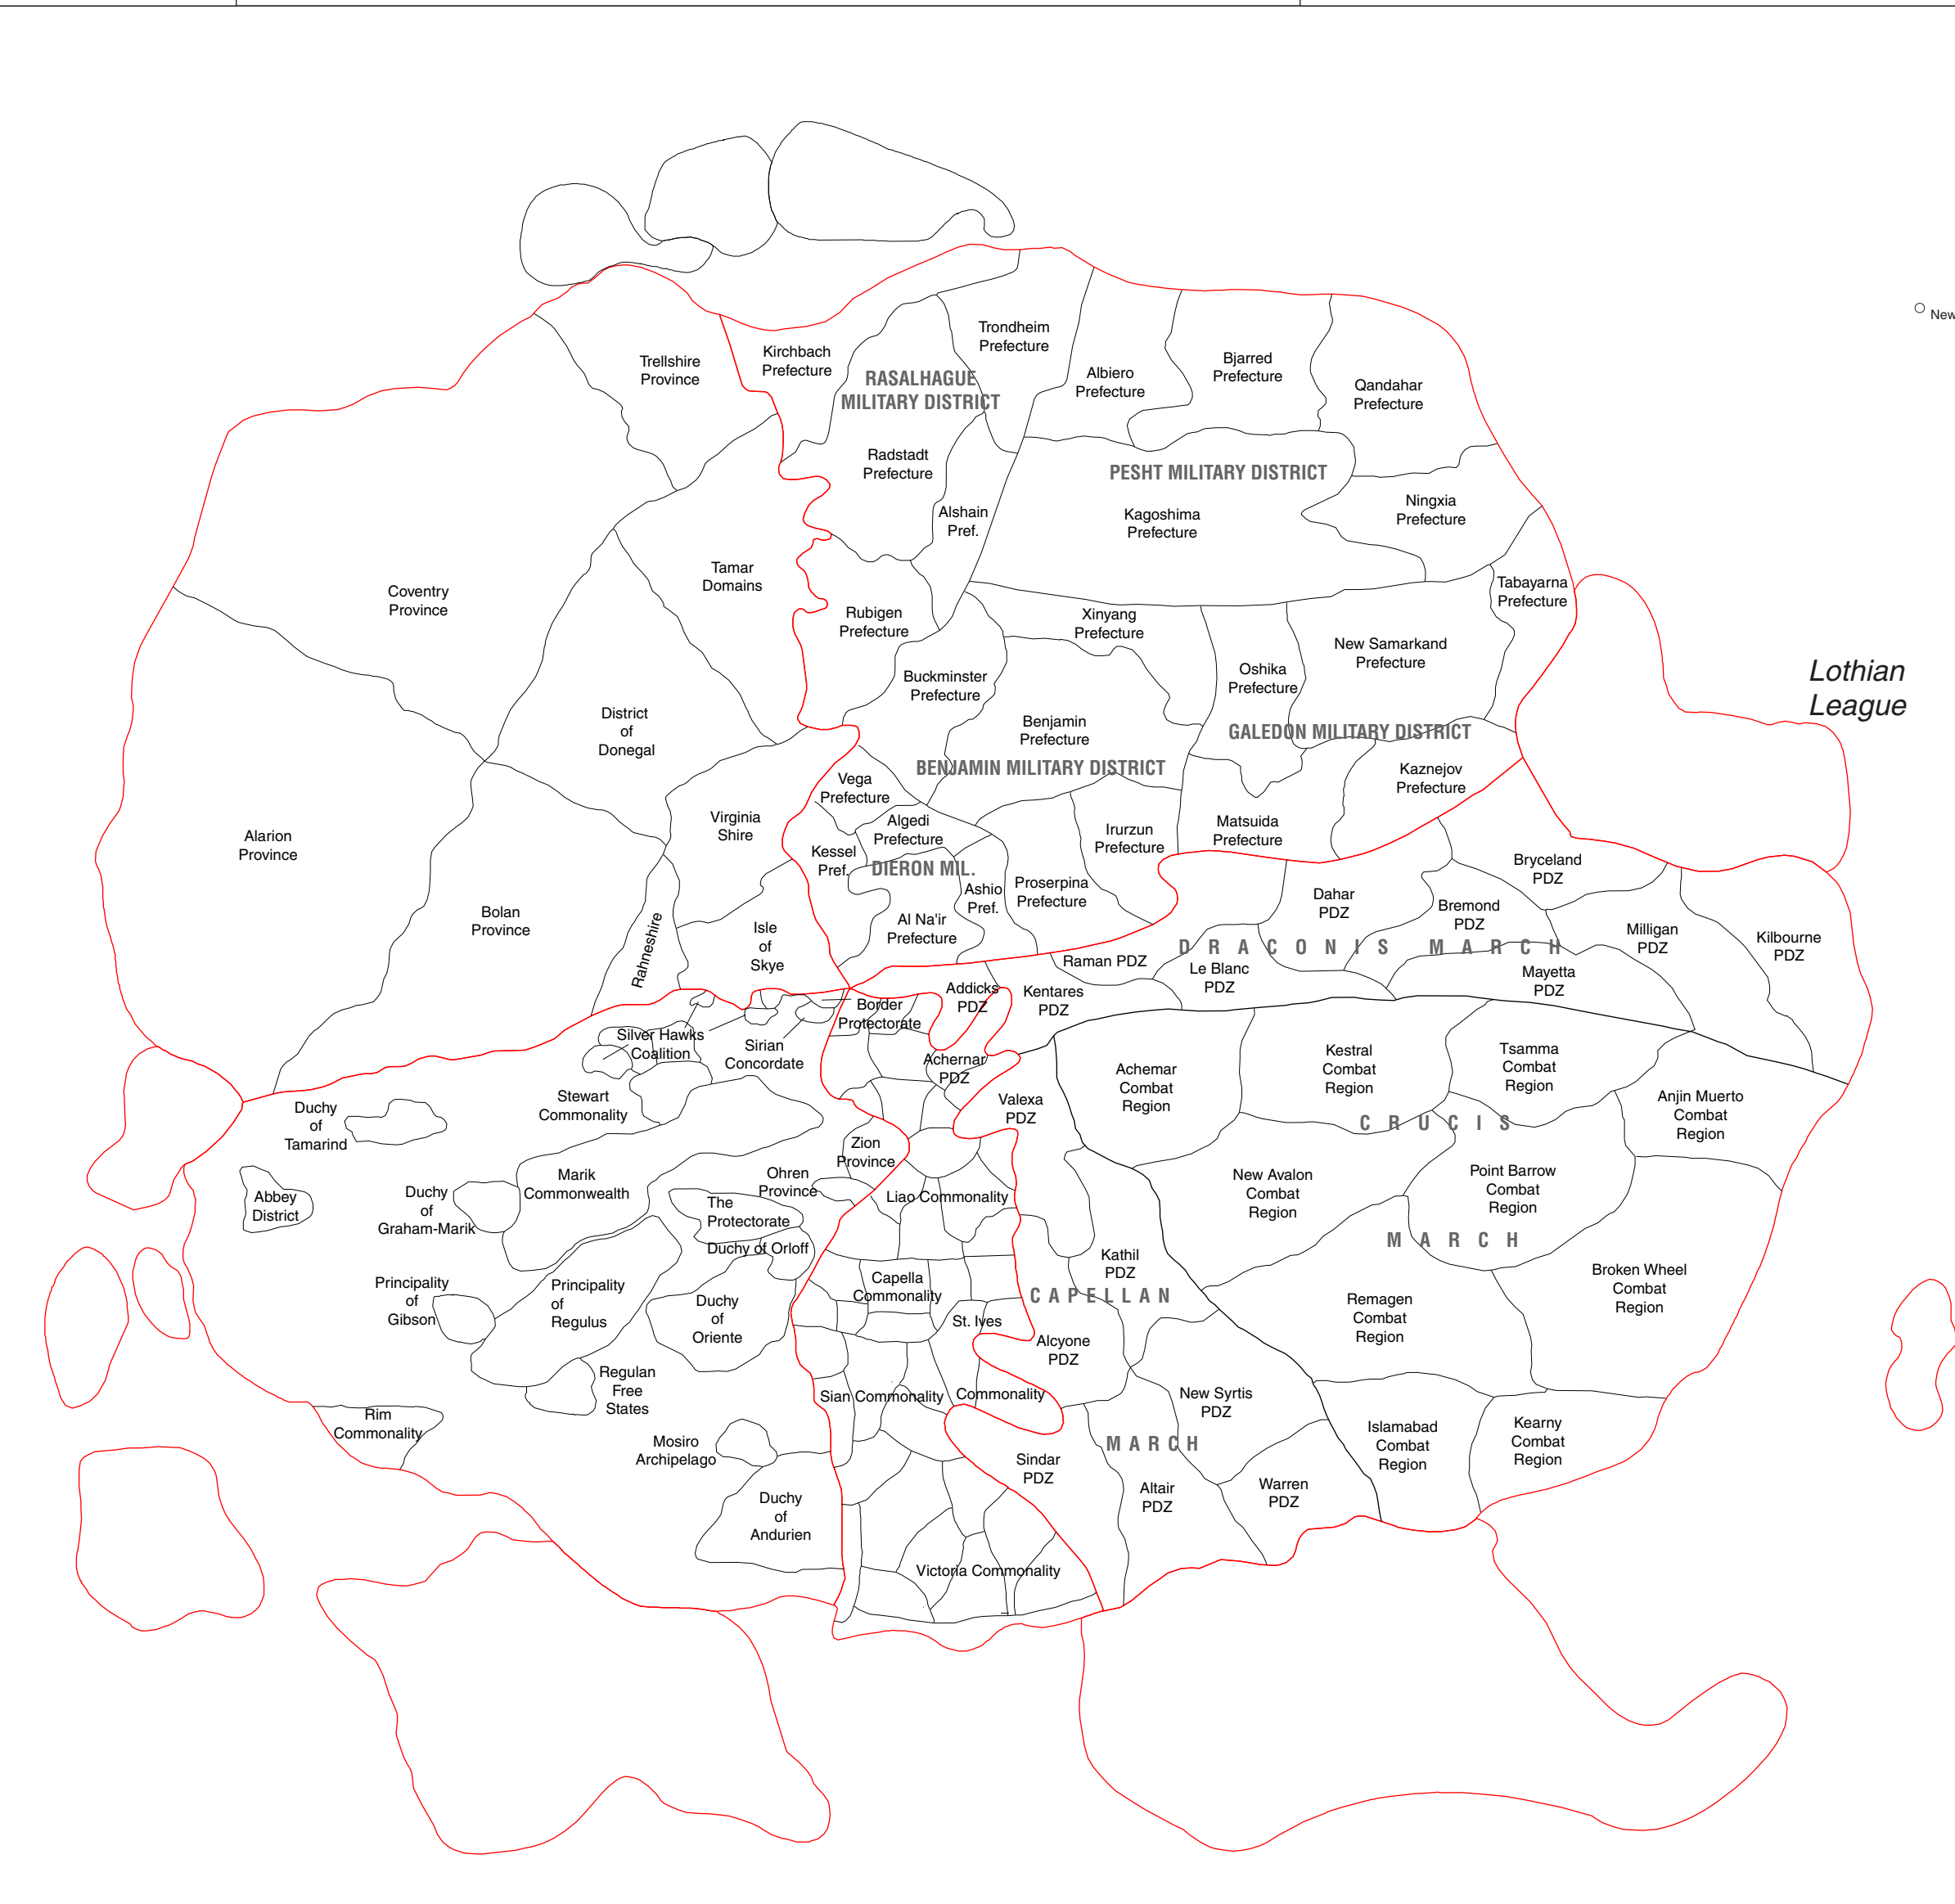 New
Trondheim
Prefecture
Trellshire
Province
Kirchbach
Prefecture
RASALHAGUE
MILITARY DISTRICT
Albiero
Prefecture
Bjarred
Prefecture
Qandahar
Prefecture
Radstadt
Prefecture
PESHT MILITARY DISTRICT
Alshain
Pref.
Kagoshima
Prefecture
Ningxia
Prefecture
Coventry
Province
Tamar
Domains
Rubigen
Prefecture
Xinyang
Prefecture
Tabayarna
Prefecture
New Samarkand
Prefecture
Oshika
Prefecture
Lothian
League
Buckminster
Prefecture
District
of
Donegal
Benjamin
Prefecture
GALEDON MILITARY DISTRICT
BENJAMIN MILITARY DISTRICT
Kaznejov
Prefecture
Vega
Prefecture
Alarion
Province
Virginia
Shire
Algedi
Prefecture
Irurzun
Prefecture
Matsuida
Prefecture
Kessel
Pref.
DIERON MIL.
Ashio
Pref.
Proserpina
Prefecture
Bryceland
PDZ
Dahar
PDZ
Bremond
PDZ
Bolan
Province
Rahneshire
Isle
of
Skye
Al Na'ir
Prefecture
DRACONIS MARCH
Milligan
PDZ
Kilbourne
PDZ
Raman PDZ
Le Blanc
PDZ
Mayetta
PDZ
Addicks
PDZ
Kentares
PDZ
Border
Protectorate
Silver Hawks
Coalition
Sirian
Concordate
Achernar
PDZ
Achemar
Combat
Region
Kestral
Combat
Region
Tsamma
Combat
Region
Anjin Muerto
Combat
Region
Stewart
Commonality
Valexa
PDZ
CRUCIS
Duchy
of
Tamarind
Zion
Province
Abbey
District
Duchy
of
Graham-Marik
Marik
Commonwealth
Ohren
Province
The
Protectorate
Liao Commonality
New Avalon
Combat
Region
Point Barrow
Combat
Region
MARCH
Duchy of Orloff
Kathil
PDZ
Principality
of
Gibson
Principality
of
Regulus
Duchy
of
Oriente
Capella
Commonality
CAPELLAN
Broken Wheel
Combat
Region
Remagen
Combat
Region
St. Ives
Alcyone
PDZ
Regulan
Free
States
Sian Commonality
Commonality
New Syrtis
PDZ
Rim
Commonality
Mosiro
Archipelago
MARCH
Islamabad
Combat
Region
Kearny
Combat
Region
Sindar
PDZ
Altair
PDZ
Warren
PDZ
Duchy
of
Andurien
Victoria Commonality